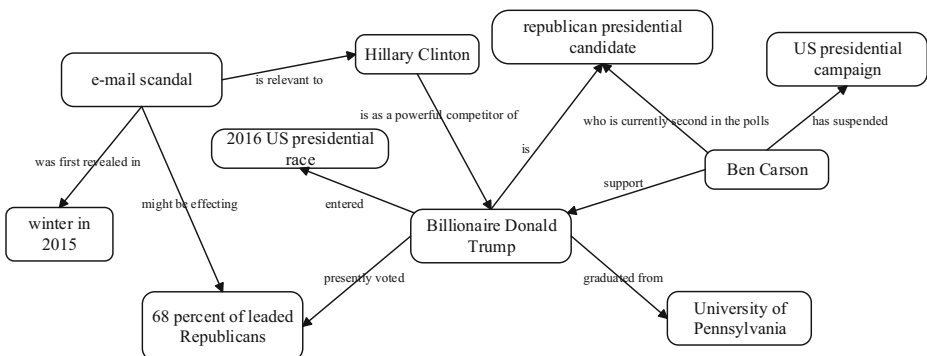 republican presidential
candidate
Hillary Clinton
US presidential
campaign
e-mail scandal
is relevant to
is as a powerful competitor of
who is currently second in the polls
has suspended
2016 US presidential
race
was first revealed in
Ben Carson
support
might be effecting
entered
winter in
2015
Billionaire Donald
Trump
presently voted
graduated from
68 percent of leaded
Republicans
University of
Pennsylvania